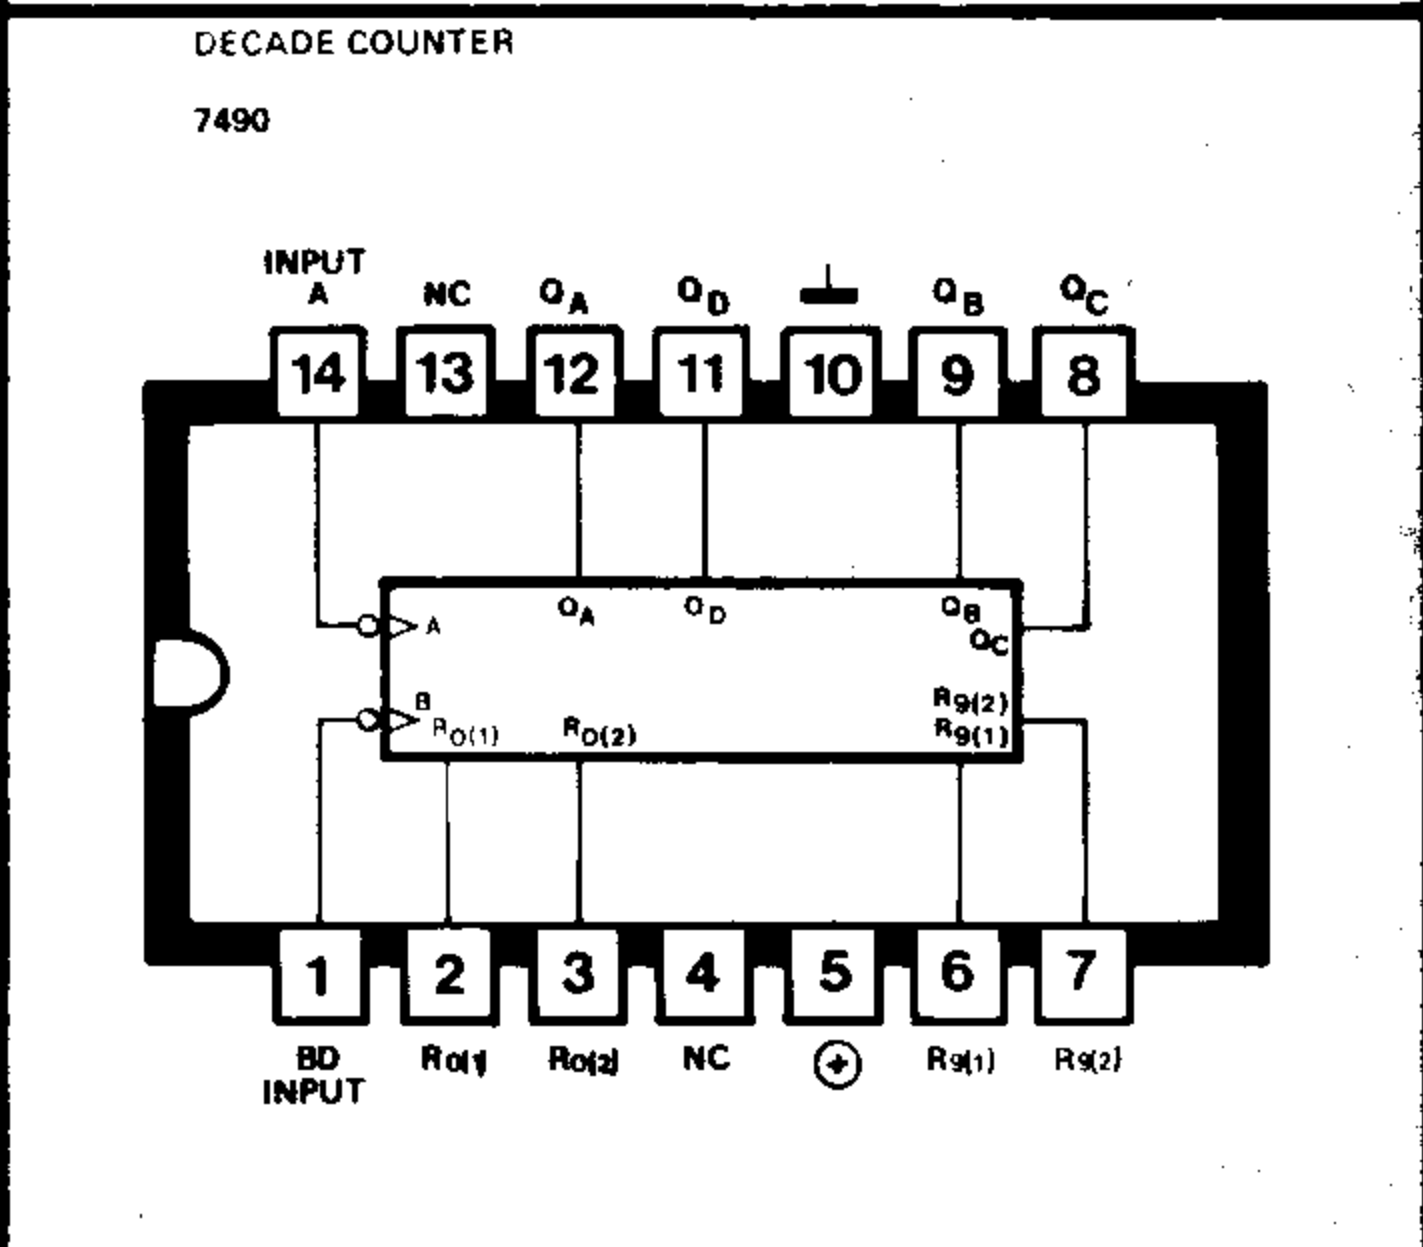 DECADE COUNTER
7490
INPUT A NC QA QD QB QC
14 13 12 11 10 9 8
QA QD QB
A QC
B R9(2)
R0(1) R0(2) R9(1)
1 2 3 4 5 6 7
BD INPUT R0(1) R0(2) NC + R9(1) R9(2)